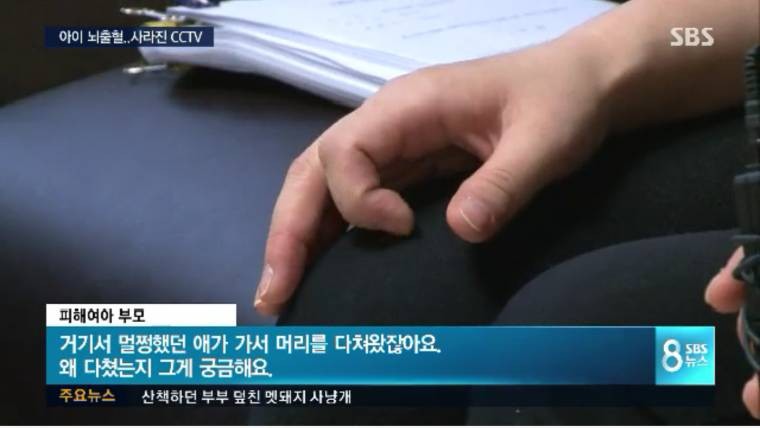 아이 뇌출혈..사라진 CCTV
SBS
피해여아 부모
거기서 멀쩡했던 애가 가서 머리를 다쳐왔잖아요.
왜 다쳤는지 그게 궁금해요.
8 SBS 뉴스
주요뉴스 산책하던 부부 덮친 멧돼지 사냥개